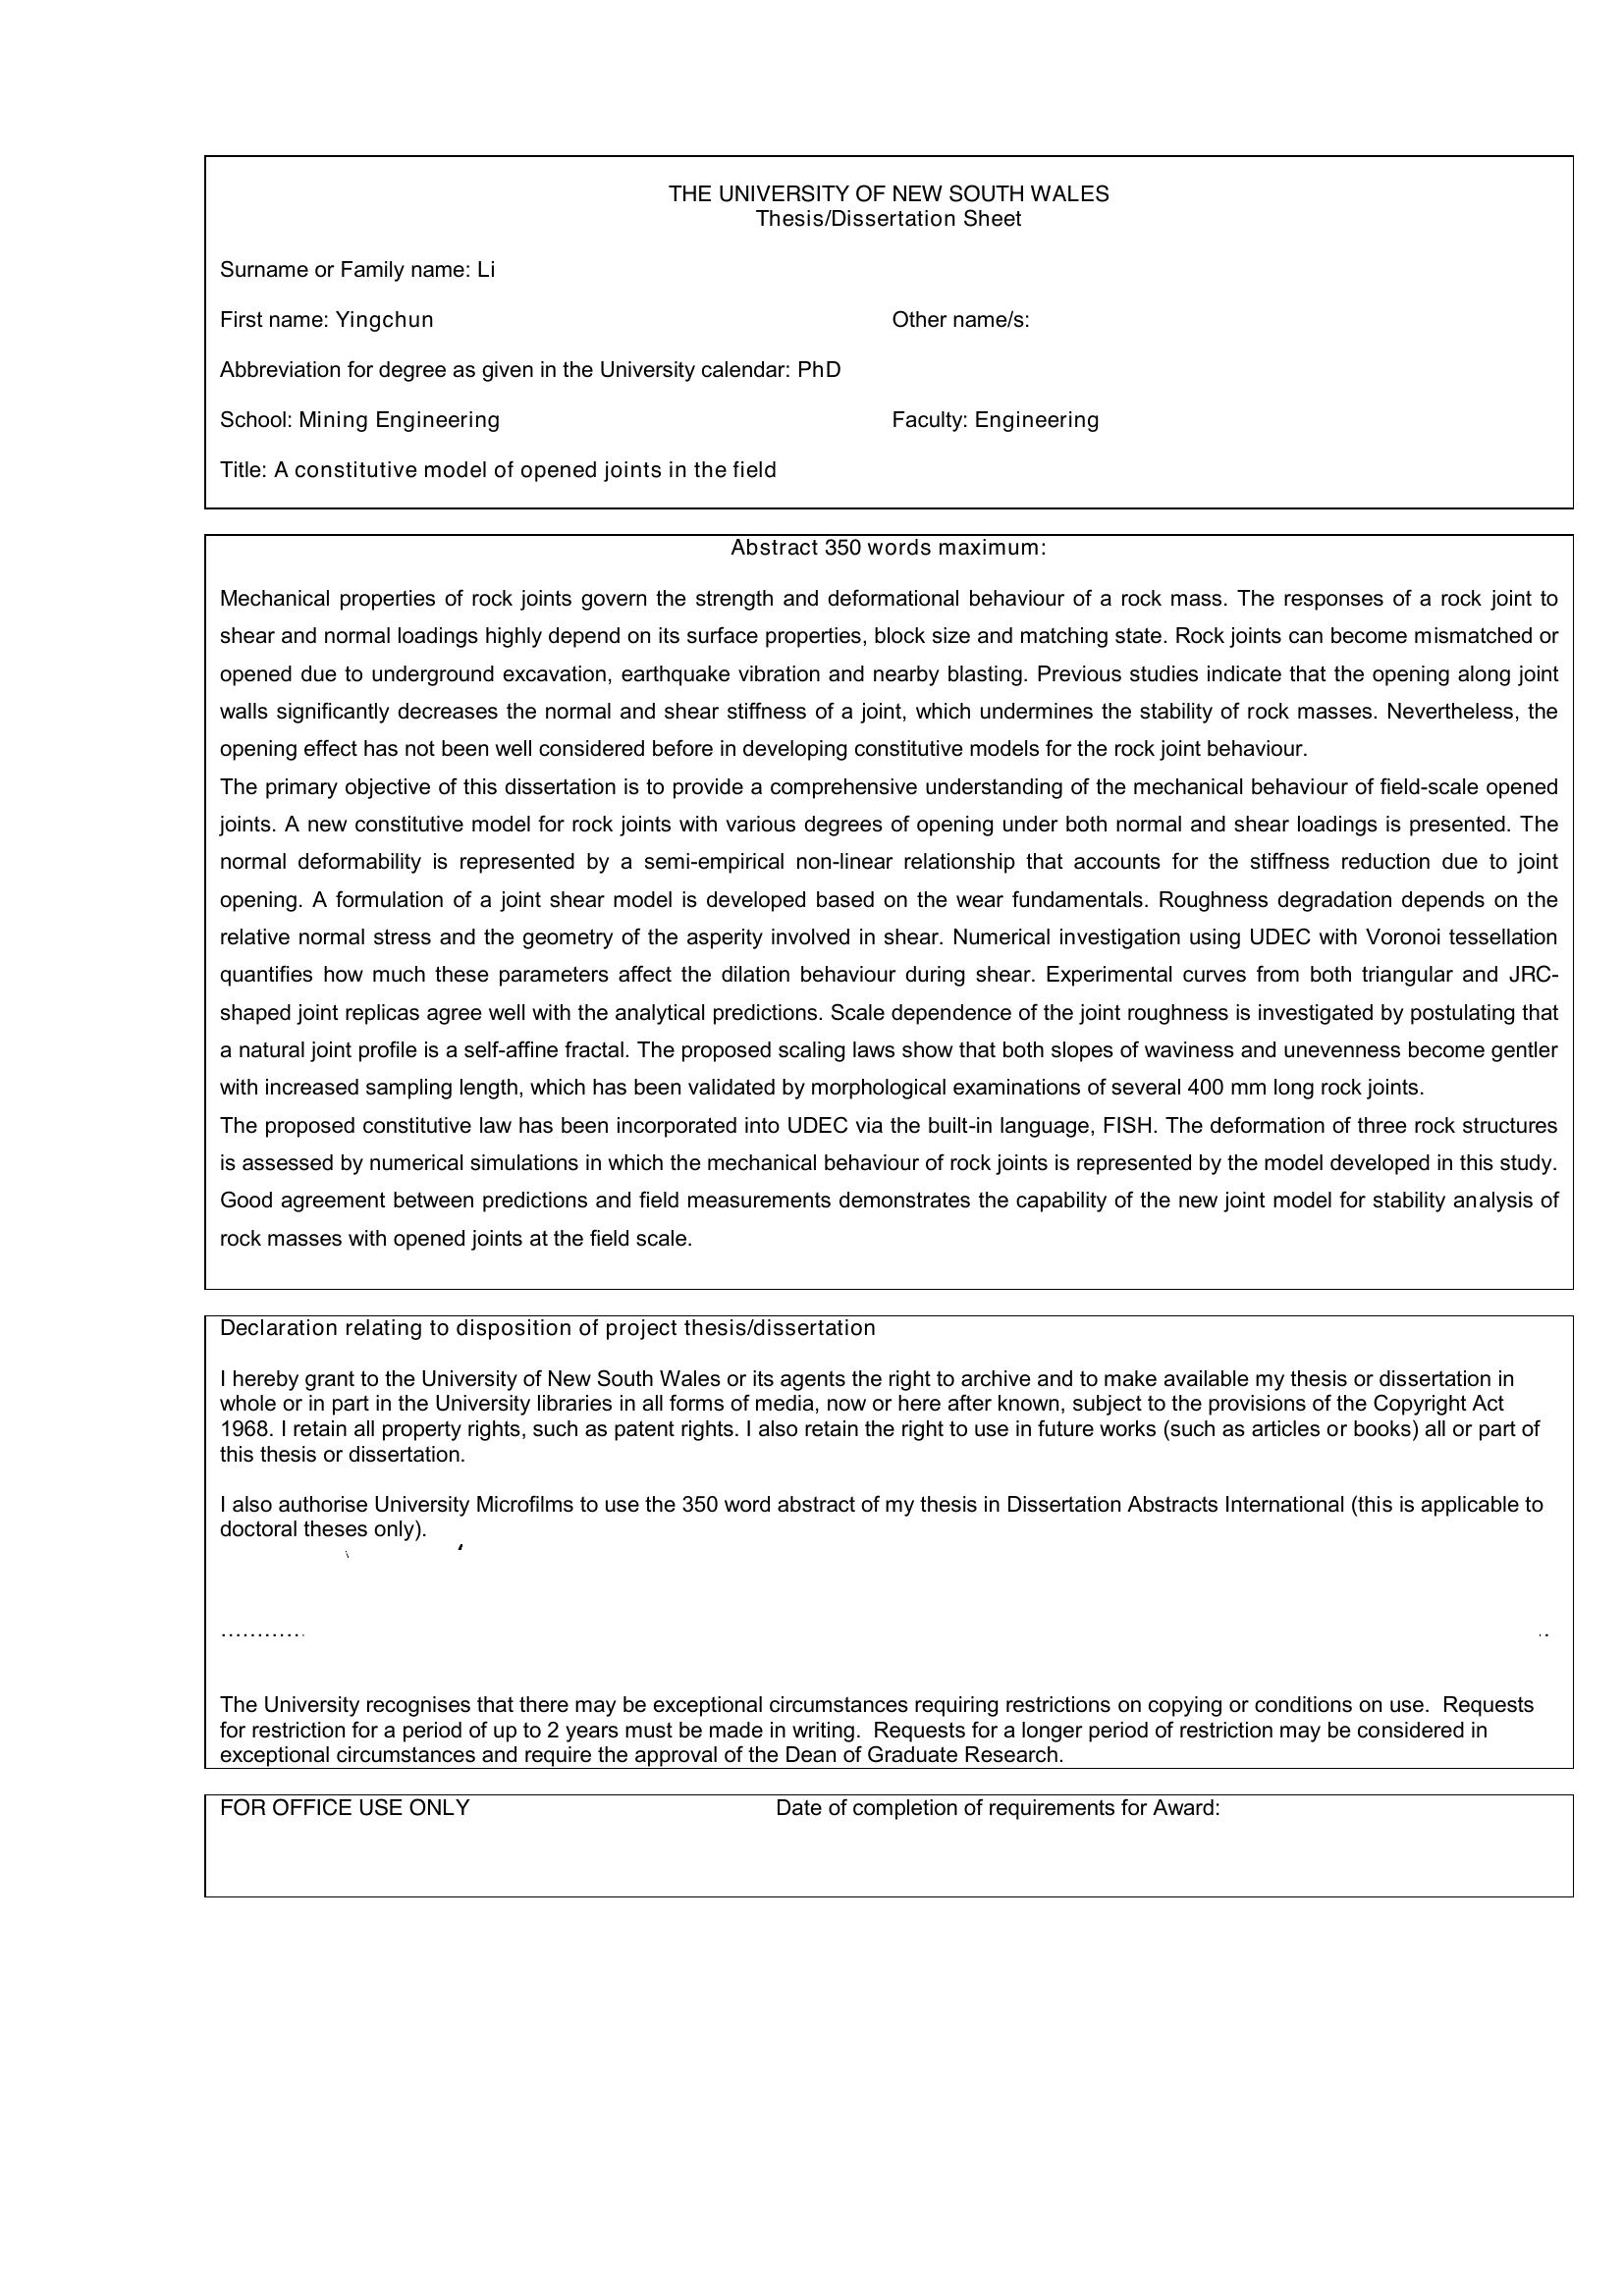 THE UNIVERSITY OF NEW SOUTH WALES
Thesis/Dissertation Sheet
Surname or Family name: Li
First name: Yingchun Other name/s:
Abbreviation for degree as given in the University calendar: PhD
School: Mining Engineering Faculty: Engineering
Title: A constitutive model of opened joints in the field
Abstract 350 words maximum:
Mechanical properties of rock joints govern the strength and deformational behaviour of a rock mass. The responses of a rock joint to
shear and normal loadings highly depend on its surface properties, block size and matching state. Rock joints can become mismatched or
opened due to underground excavation, earthquake vibration and nearby blasting. Previous studies indicate that the opening along joint
walls significantly decreases the normal and shear stiffness of a joint, which undermines the stability of rock masses. Nevertheless, the
opening effect has not been well considered before in developing constitutive models for the rock joint behaviour.
The primary objective of this dissertation is to provide a comprehensive understanding of the mechanical behaviour of field-scale opened
joints. A new constitutive model for rock joints with various degrees of opening under both normal and shear loadings is presented. The
normal deformability is represented by a semi-empirical non-linear relationship that accounts for the stiffness reduction due to joint
opening. A formulation of a joint shear model is developed based on the wear fundamentals. Roughness degradation depends on the
relative normal stress and the geometry of the asperity involved in shear. Numerical investigation using UDEC with Voronoi tessellation
quantifies how much these parameters affect the dilation behaviour during shear. Experimental curves from both triangular and JRC-
shaped joint replicas agree well with the analytical predictions. Scale dependence of the joint roughness is investigated by postulating that
a natural joint profile is a self-affine fractal. The proposed scaling laws show that both slopes of waviness and unevenness become gentler
with increased sampling length, which has been validated by morphological examinations of several 400 mm long rock joints.
The proposed constitutive law has been incorporated into UDEC via the built-in language, FISH. The deformation of three rock structures
is assessed by numerical simulations in which the mechanical behaviour of rock joints is represented by the model developed in this study.
Good agreement between predictions and field measurements demonstrates the capability of the new joint model for stability analysis of
rock masses with opened joints at the field scale.
Declaration relating to disposition of project thesis/dissertation
I hereby grant to the University of New South Wales or its agents the right to archive and to make available my thesis or dissertation in
whole or in part in the University libraries in all forms of media, now or here after known, subject to the provisions of the Copyright Act
1968. I retain all property rights, such as patent rights. I also retain the right to use in future works (such as articles or books) all or part of
this thesis or dissertation.
I also authorise University Microfilms to use the 350 word abstract of my thesis in Dissertation Abstracts International (this is applicable to
doctoral theses only).
............ ..
The University recognises that there may be exceptional circumstances requiring restrictions on copying or conditions on use. Requests
for restriction for a period of up to 2 years must be made in writing. Requests for a longer period of restriction may be considered in
exceptional circumstances and require the approval of the Dean of Graduate Research.
FOR OFFICE USE ONLY Date of completion of requirements for Award: